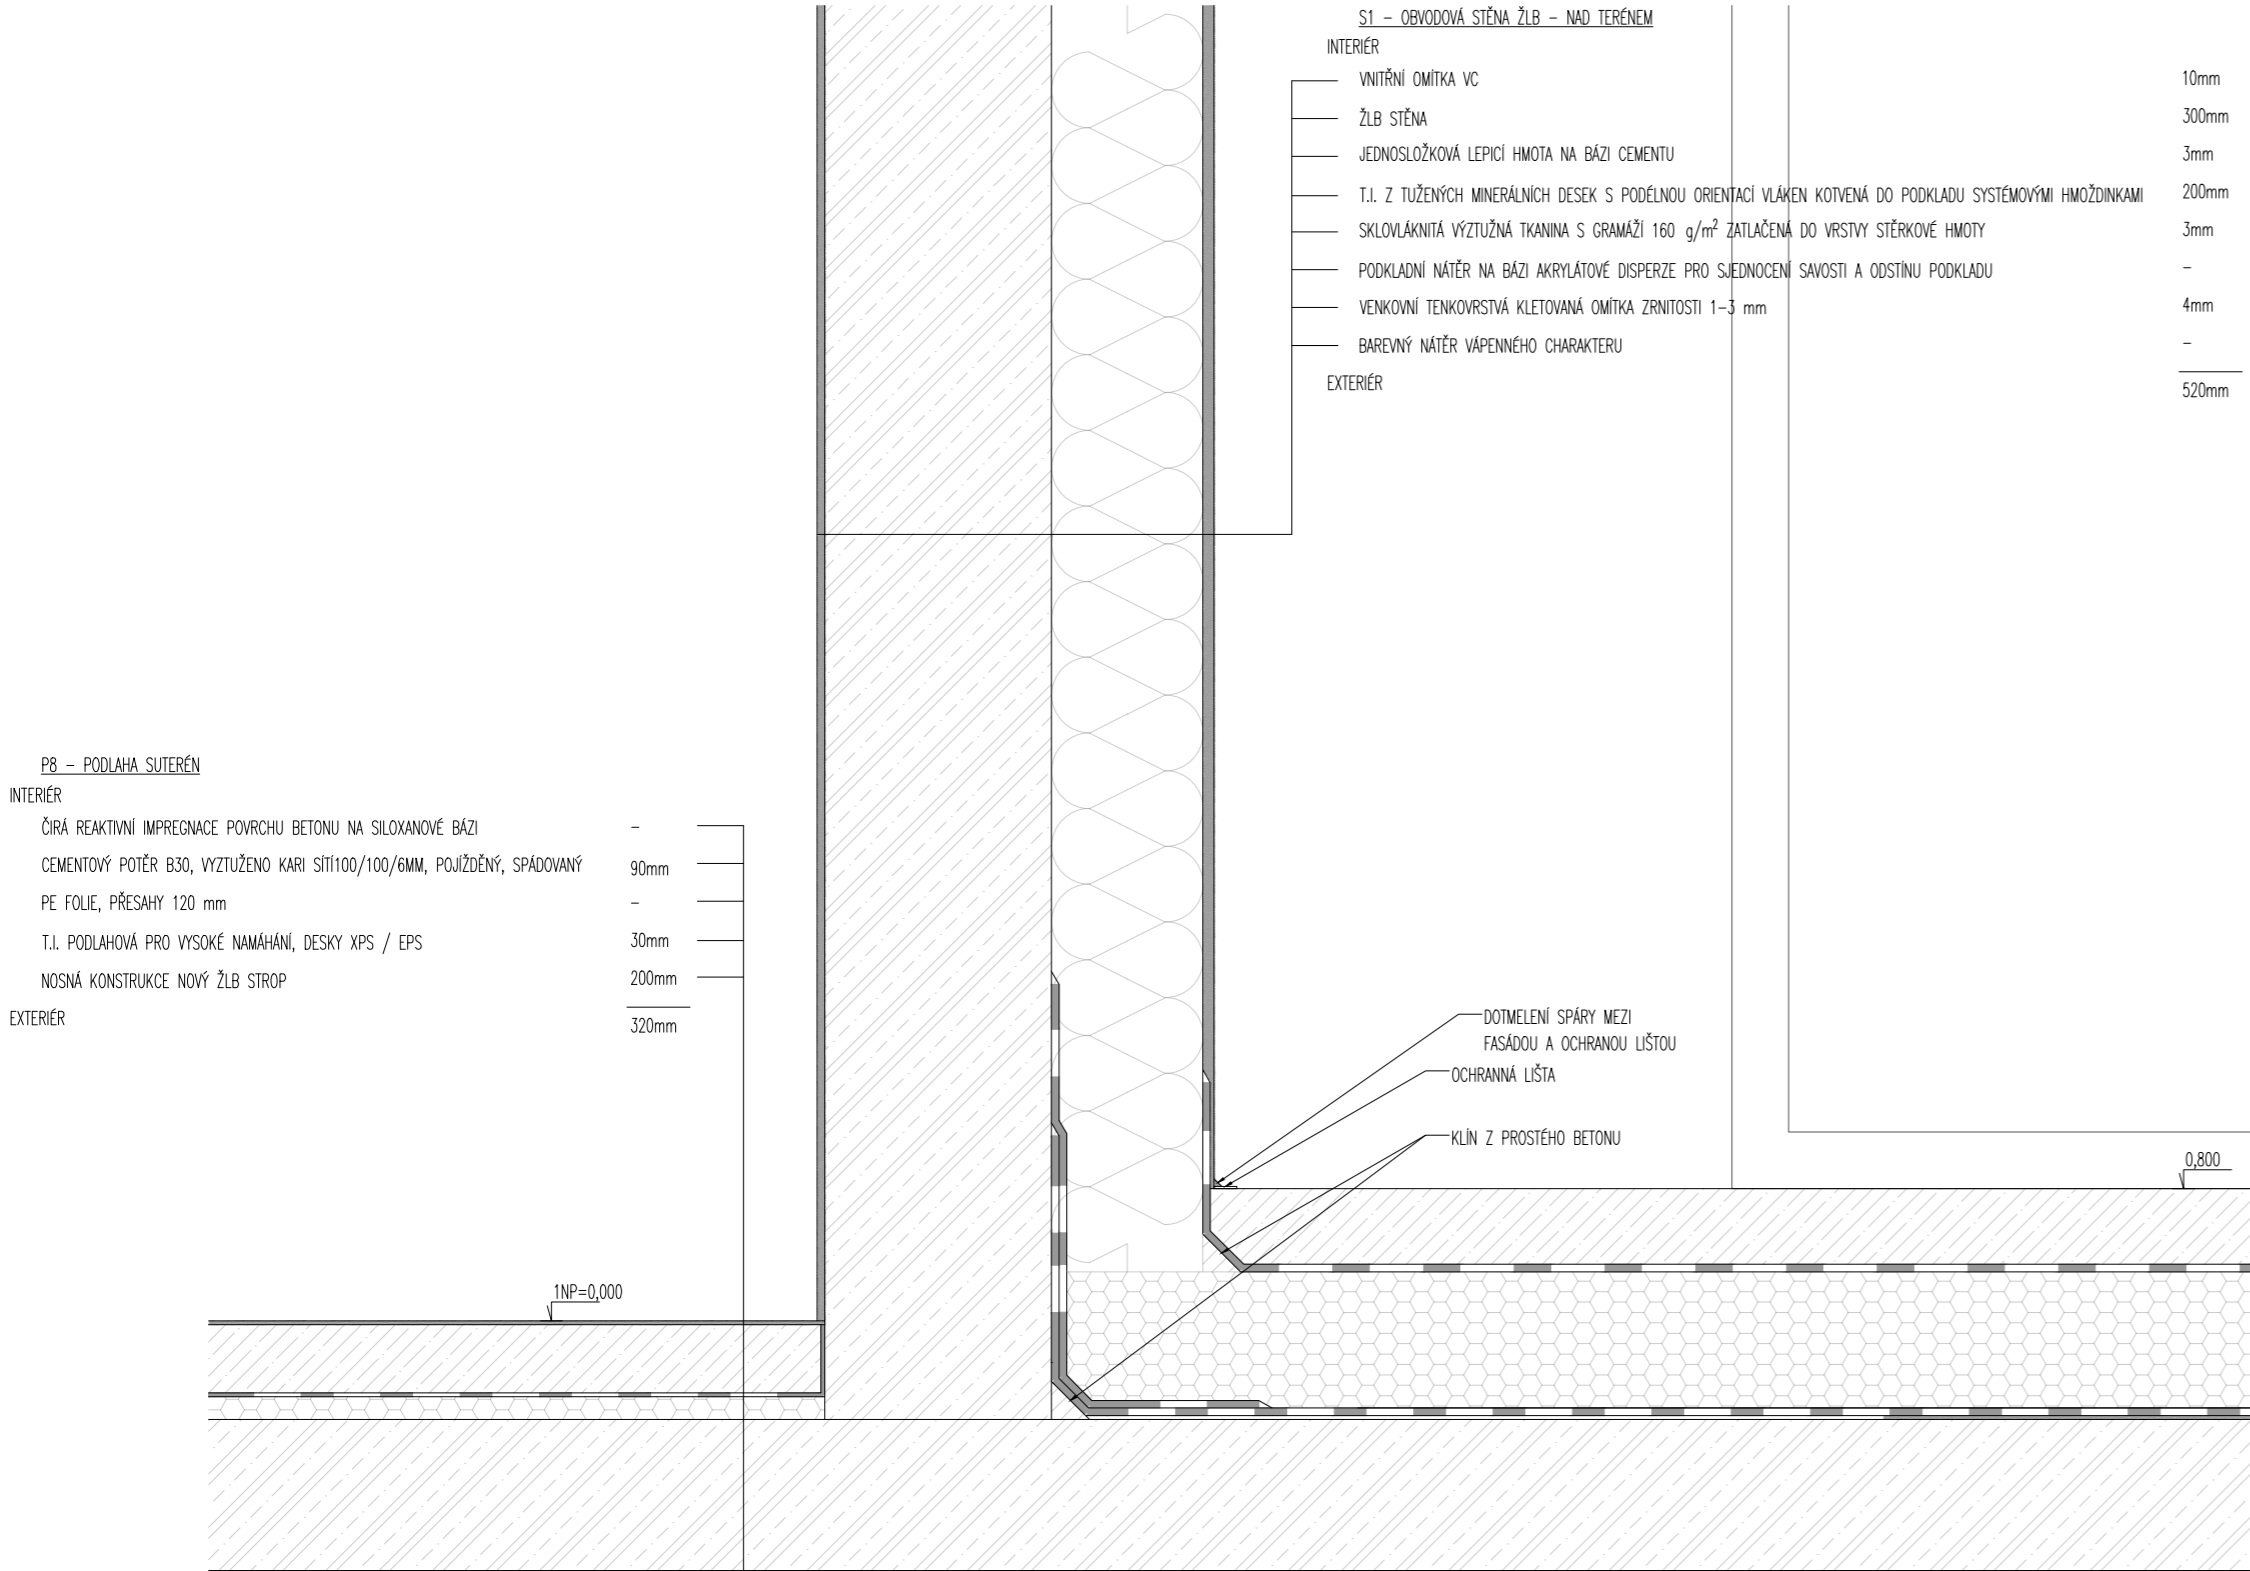 S1 – OBVODOVÁ STĚNA ŽLB – NAD TERÉNEM
INTERIÉR
VNITŘNÍ OMÍTKA VC 10mm
ŽLB STĚNA 300mm
JEDNOSLOŽKOVÁ LEPICÍ HMOTA NA BÁZI CEMENTU 3mm
T.I. Z TUŽENÝCH MINERÁLNÍCH DESEK S PODÉLNOU ORIENTACÍ VLÁKEN KOTVENÁ DO PODKLADU SYSTÉMOVÝMI HMOŽDINKAMI 200mm
SKLOVLÁKNITÁ VÝZTUŽNÁ TKANINA S GRAMÁŽÍ 160 g/m² ZATLAČENÁ DO VRSTVY STĚRKOVÉ HMOTY 3mm
PODKLADNÍ NÁTĚR NA BÁZI AKRYLÁTOVÉ DISPERZE PRO SJEDNOCENÍ SAVOSTI A ODSTÍNU PODKLADU –
VENKOVNÍ TENKOVRSTVÁ KLETOVANÁ OMÍTKA ZRNITOSTI 1–3 mm 4mm
BAREVNÝ NÁTĚR VÁPENNÉHO CHARAKTERU –
EXTERIÉR
520mm
P8 – PODLAHA SUTERÉN
INTERIÉR
ČIRÁ REAKTIVNÍ IMPREGNACE POVRCHU BETONU NA SILOXANOVÉ BÁZI –
CEMENTOVÝ POTĚR B30, VYZTUŽENO KARI SÍTÍ100/100/6MM, POJÍŽDĚNÝ, SPÁDOVANÝ 90mm
PE FOLIE, PŘESAHY 120 mm –
T.I. PODLAHOVÁ PRO VYSOKÉ NAMÁHÁNÍ, DESKY XPS / EPS 30mm
NOSNÁ KONSTRUKCE NOVÝ ŽLB STROP 200mm
EXTERIÉR
320mm
DOTMELENÍ SPÁRY MEZI
FASÁDOU A OCHRANOU LIŠTOU
OCHRANNÁ LIŠTA
KLÍN Z PROSTÉHO BETONU
0,800
1NP=0,000